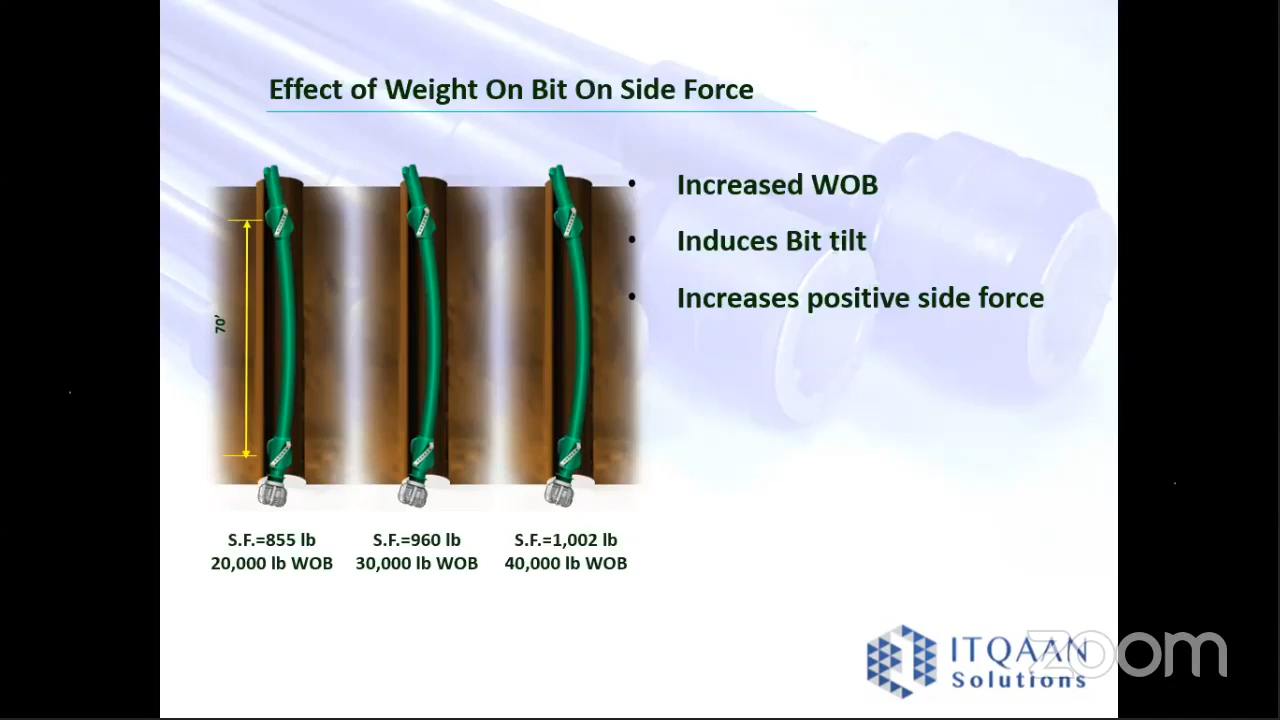 Effect of Weight On Bit On Side Force
• Increased WOB
• Induces Bit tilt
• Increases positive side force
70'
S.F.=855 lb
20,000 lb WOB
S.F.=960 lb
30,000 lb WOB
S.F.=1,002 lb
40,000 lb WOB
ITQAAN
Solutions
zoom